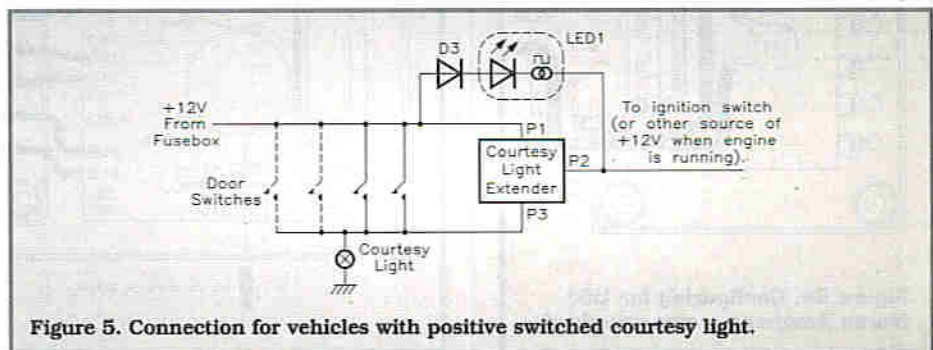 D3
LED1
+12V
From
Fusebox
To ignition switch
(or other source of
+12V when engine
is running).
P1
Courtesy
Light
Extender
P2
P3
Door
Switches
Courtesy
Light
Figure 5. Connection for vehicles with positive switched courtesy light.